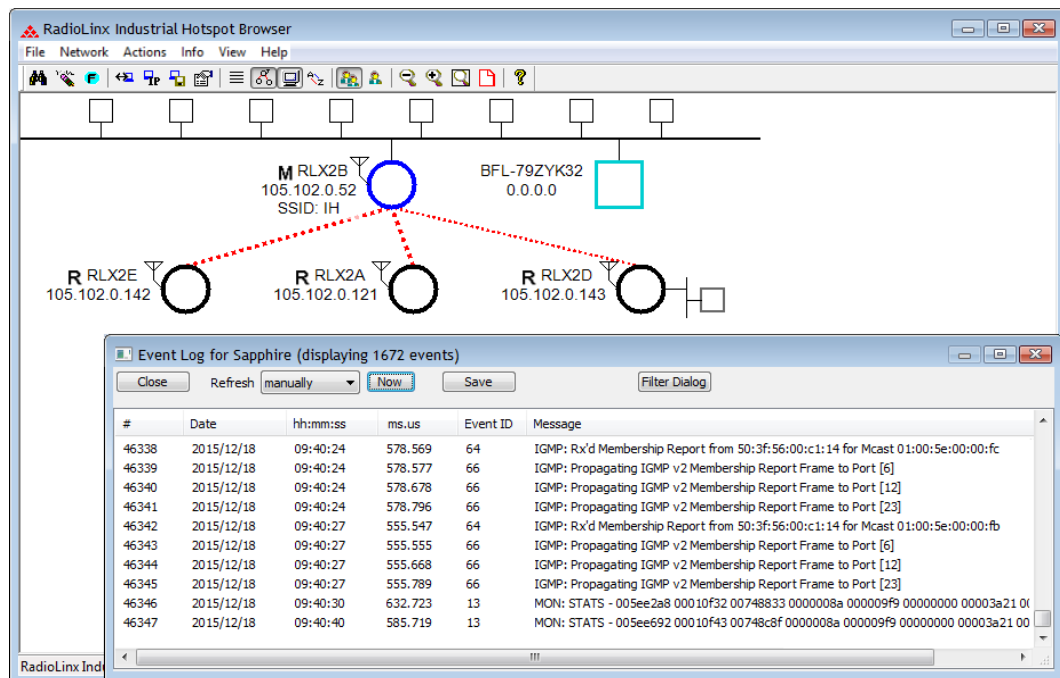 RadioLinx Industrial Hotspot Browser
File Network Actions Info View Help
M RLX2B
105.102.0.52
SSID: IH
BFL-79ZYK32
0.0.0.0
R RLX2E
105.102.0.142
R RLX2A
105.102.0.121
R RLX2D
105.102.0.143
Event Log for Sapphire (displaying 1672 events)
Close Refresh manually Now Save Filter Dialog
# Date hh:mm:ss ms.us Event ID Message
46338 2015/12/18 09:40:24 578.569 64 IGMP: Rx'd Membership Report from 50:3f:56:00:c1:14 for Mcast 01:00:5e:00:00:fc
46339 2015/12/18 09:40:24 578.577 66 IGMP: Propagating IGMP v2 Membership Report Frame to Port [6]
46340 2015/12/18 09:40:24 578.678 66 IGMP: Propagating IGMP v2 Membership Report Frame to Port [12]
46341 2015/12/18 09:40:24 578.796 66 IGMP: Propagating IGMP v2 Membership Report Frame to Port [23]
46342 2015/12/18 09:40:27 555.547 64 IGMP: Rx'd Membership Report from 50:3f:56:00:c1:14 for Mcast 01:00:5e:00:00:fb
46343 2015/12/18 09:40:27 555.555 66 IGMP: Propagating IGMP v2 Membership Report Frame to Port [6]
46344 2015/12/18 09:40:27 555.668 66 IGMP: Propagating IGMP v2 Membership Report Frame to Port [12]
46345 2015/12/18 09:40:27 555.789 66 IGMP: Propagating IGMP v2 Membership Report Frame to Port [23]
46346 2015/12/18 09:40:30 632.723 13 MON: STATS - 005ee2a8 00010f32 00748833 0000008a 000009f9 00000000 00003a21
46347 2015/12/18 09:40:40 585.719 13 MON: STATS - 005ee692 00010f43 00748c8f 0000008a 000009f9 00000000 00003a21 00
RadioLinx